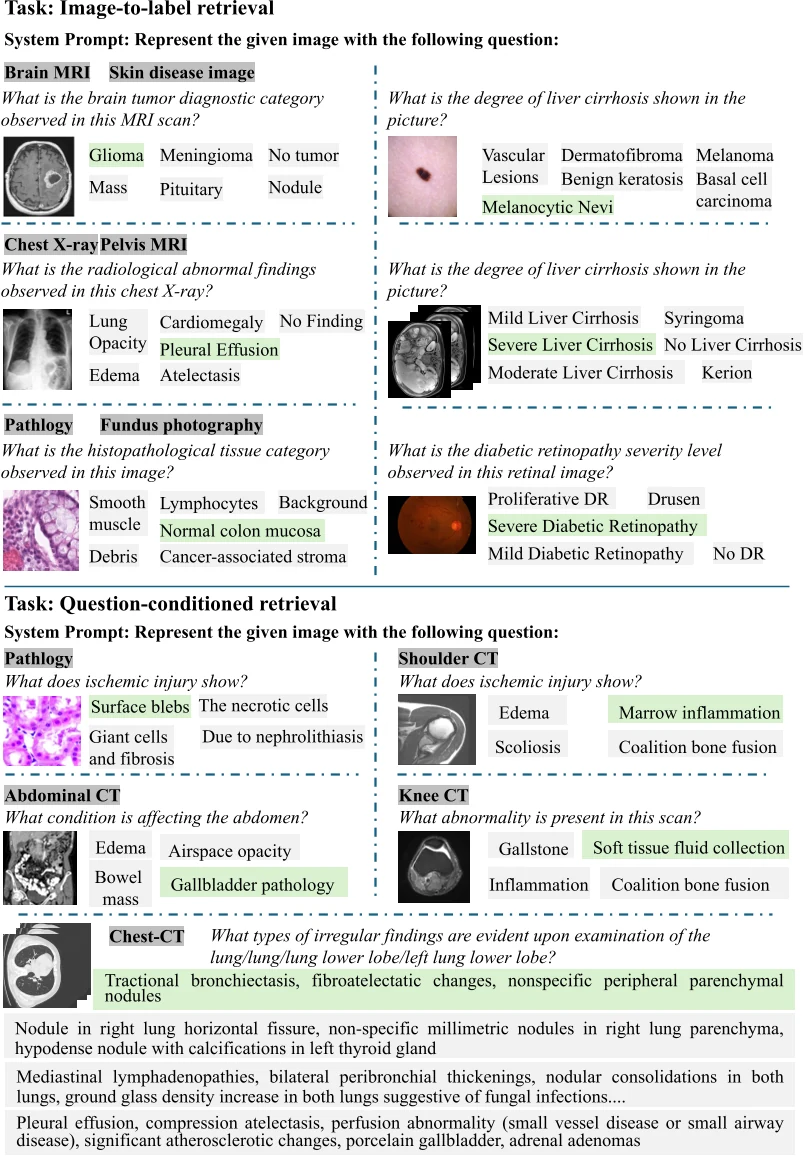 Task: Image-to-label retrieval
System Prompt: Represent the given image with the following question:
Brain MRI Skin disease image
What is the brain tumor diagnostic category
observed in this MRI scan?
Glioma Meningioma No tumor
Mass Pituitary Nodule
What is the degree of liver cirrhosis shown in the
picture?
Vascular Dermatofibroma Melanoma
Lesions Benign keratosis Basal cell
Melanocytic Nevi carcinoma
Chest X-ray Pelvis MRI
What is the radiological abnormal findings
observed in this chest X-ray?
L
Lung Cardiomegaly No Finding
Opacity Pleural Effusion
Edema Atelectasis
What is the degree of liver cirrhosis shown in the
picture?
Mild Liver Cirrhosis Syringoma
Severe Liver Cirrhosis No Liver Cirrhosis
Moderate Liver Cirrhosis Kerion
Pathlogy Fundus photography
What is the histopathological tissue category
observed in this image?
Smooth Lymphocytes Background
muscle Normal colon mucosa
Debris Cancer-associated stroma
What is the diabetic retinopathy severity level
observed in this retinal image?
Proliferative DR Drusen
Severe Diabetic Retinopathy
Mild Diabetic Retinopathy No DR
Task: Question-conditioned retrieval
System Prompt: Represent the given image with the following question:
Pathlogy
What does ischemic injury show?
Surface blebs The necrotic cells
Giant cells Due to nephrolithiasis
and fibrosis
Shoulder CT
What does ischemic injury show?
Edema Marrow inflammation
Scoliosis Coalition bone fusion
Abdominal CT
What condition is affecting the abdomen?
Edema Airspace opacity
Bowel Gallbladder pathology
mass
Knee CT
What abnormality is present in this scan?
Gallstone Soft tissue fluid collection
Inflammation Coalition bone fusion
Chest-CT What types of irregular findings are evident upon examination of the
lung/lung/lung lower lobe/left lung lower lobe?
Tractional bronchiectasis, fibroatelectatic changes, nonspecific peripheral parenchymal
nodules
Nodule in right lung horizontal fissure, non-specific millimetric nodules in right lung parenchyma,
hypodense nodule with calcifications in left thyroid gland
Mediastinal lymphadenopathies, bilateral peribronchial thickenings, nodular consolidations in both
lungs, ground glass density increase in both lungs suggestive of fungal infections....
Pleural effusion, compression atelectasis, perfusion abnormality (small vessel disease or small airway
disease), significant atherosclerotic changes, porcelain gallbladder, adrenal adenomas